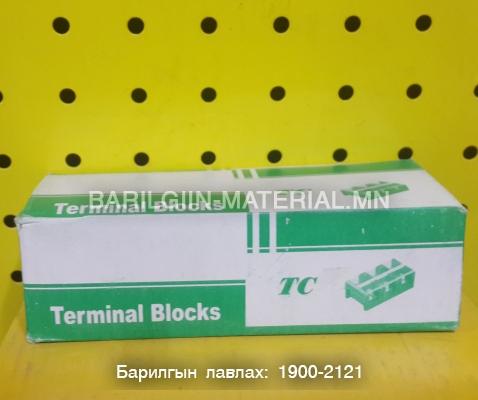 BARILGIIN MATERIAL.MN
Terminal Blocks
TC
Terminal Blocks
Барилгын лавлах: 1900-2121